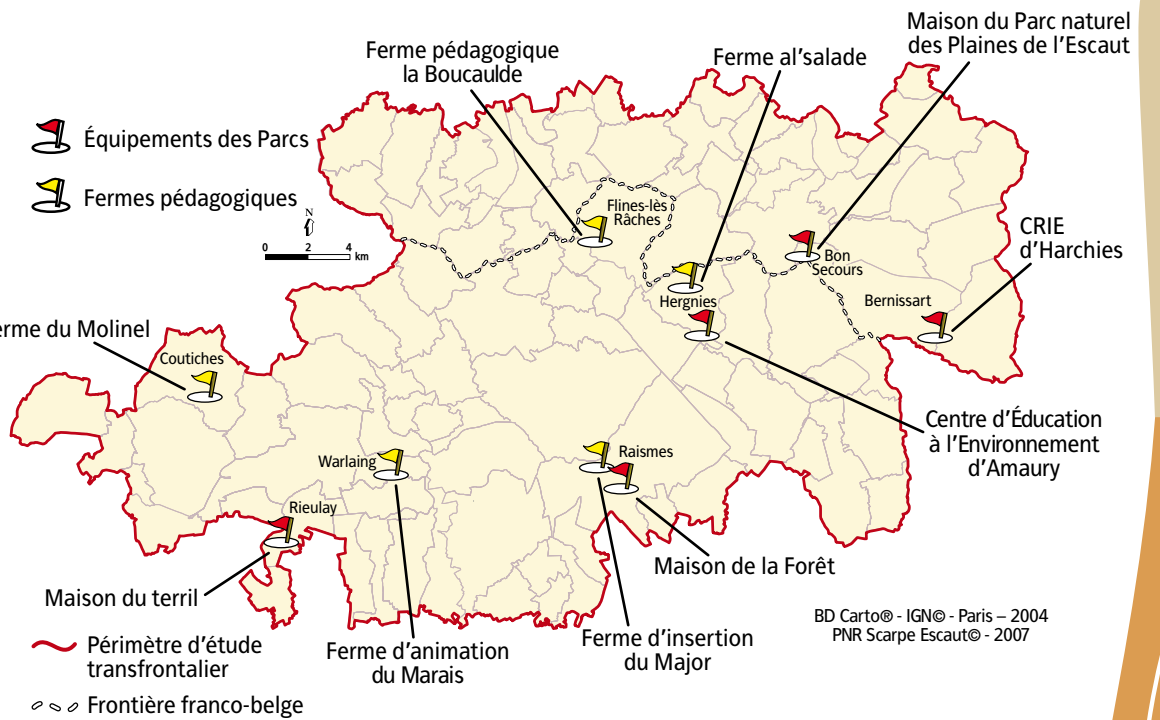 Maison du Parc naturel
des Plaines de l'Escaut
Ferme pédagogique
la Boucaulde
Ferme al'salade
Équipements des Parcs
Fermes pédagogiques
N
0 2 4 km
Flines-lès
Râches
CRIE
d'Harchies
Bon
Secours
Hergnies
Bernissart
erme du Molinel
Coutiches
Centre d'Éducation
à l'Environnement
d'Amaury
Warlaing
Raismes
Rieulay
Maison de la Forêt
Maison du terril
BD Carto® - IGN© - Paris – 2004
PNR Scarpe Escaut© - 2007
Ferme d'insertion
du Major
Ferme d'animation
du Marais
Périmètre d'étude
transfrontalier
Frontière franco-belge